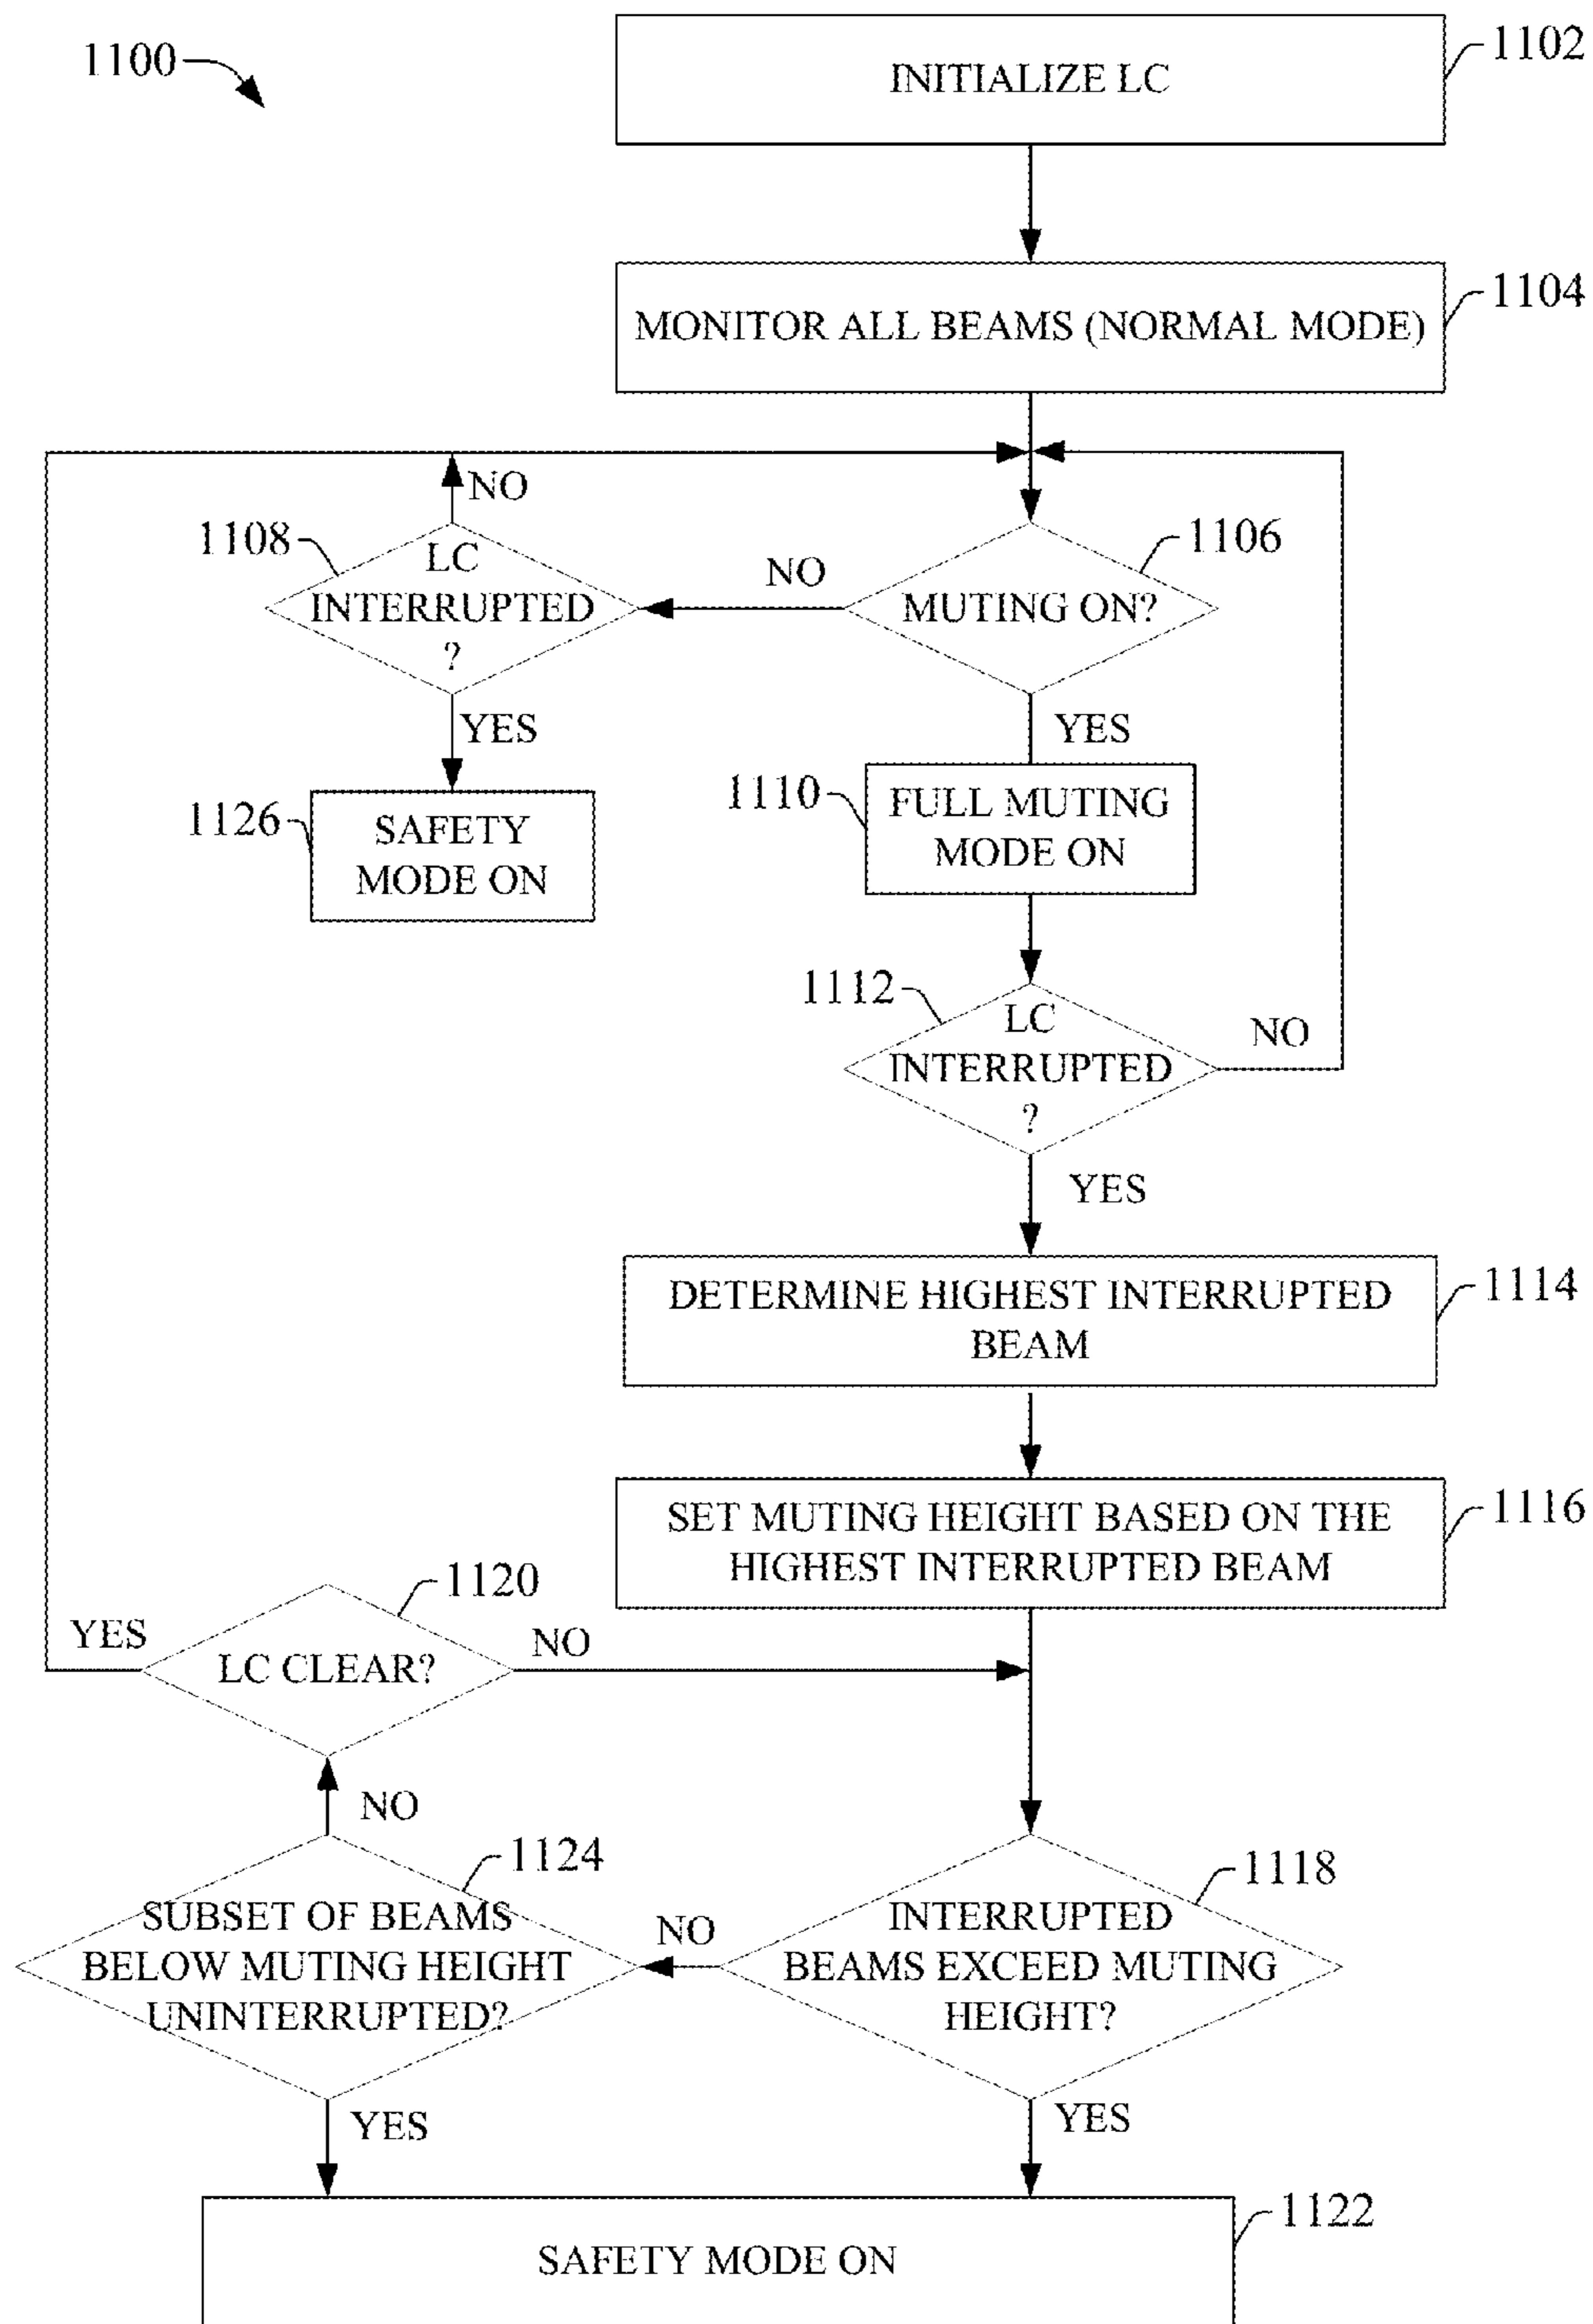 1100
1102
INITIALIZE LC
1104
MONITOR ALL BEAMS (NORMAL MODE)
NO
1108
LC
INTERRUPTED
?
NO
1106
MUTING ON?
YES
YES
1126
SAFETY
MODE ON
1110
FULL MUTING
MODE ON
1112
LC
INTERRUPTED
?
NO
YES
1114
DETERMINE HIGHEST INTERRUPTED
BEAM
1116
SET MUTING HEIGHT BASED ON THE
HIGHEST INTERRUPTED BEAM
1120
YES
LC CLEAR?
NO
NO
1124
SUBSET OF BEAMS
BELOW MUTING HEIGHT
UNINTERRUPTED?
NO
1118
INTERRUPTED
BEAMS EXCEED MUTING
HEIGHT?
YES
YES
1122
SAFETY MODE ON